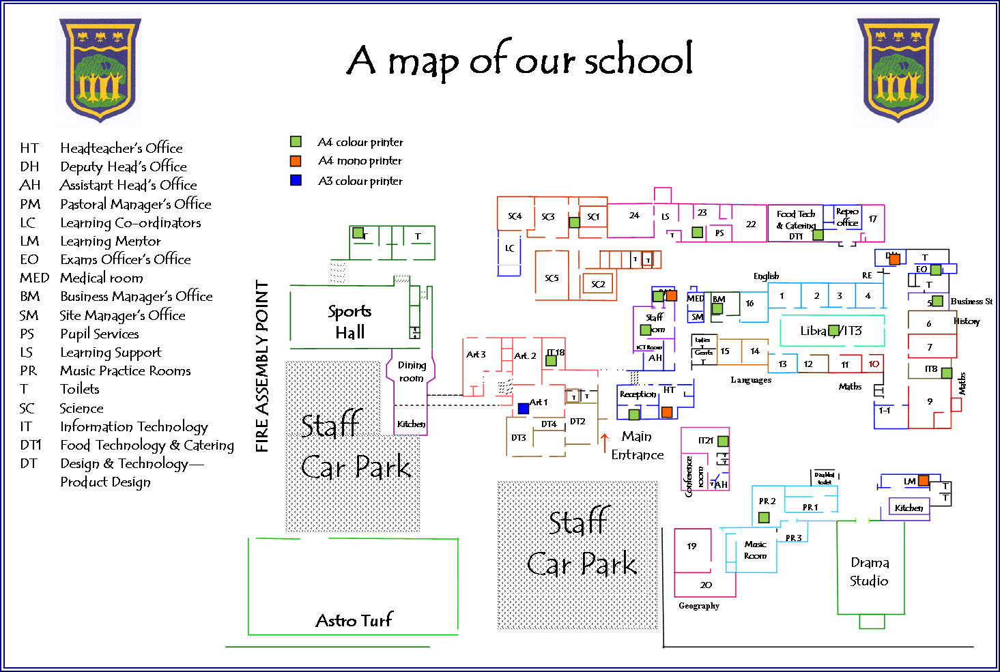 A map of our school
HT Headteacher's Office
DH Deputy Head's Office
AH Assistant Head's Office
PM Pastoral Manager's Office
LC Learning Co-ordinators
LM Learning Mentor
EO Exams Officer's Office
MED Medical room
BM Business Manager's Office
SM Site Manager's Office
PS Pupil Services
LS Learning Support
PR Music Practice Rooms
T Toilets
SC Science
IT Information Technology
DT1 Food Technology & Catering
DT Design & Technology—
Product Design
A4 colour printer
A4 mono printer
A3 colour printer
FIRE ASSEMBLY POINT
T
T
Sports
Hall
Dining
room
Kitchen
Staff
Car Park
Astro Turf
SC4
SC3
SC1
24
LS
T
23
PS
22
Food Tech
& Catering
DT1
Repro
office
17
LC
SC5
SC2
T
T
English
RE
T
EO
T
MED
SM
BM
16
1
2
3
4
5
Business St
6
History
7
IT8
Maths
9
1-1
Staff
ICT Room
AH
Ladies
T
Gents
T
15
14
13
12
11
10
Languages
Maths
Library/IT3
Art 3
Art. 2
IT18
Art 1
T
T
DT3
DT4
DT2
Reception
HT
Main
Entrance
IT21
Conference
room
AH
Staff
Car Park
Disabled
toilet
PR 2
PR 1
PR 3
Music
Room
19
20
Geography
LM
T
T
Kitchen
Drama
Studio